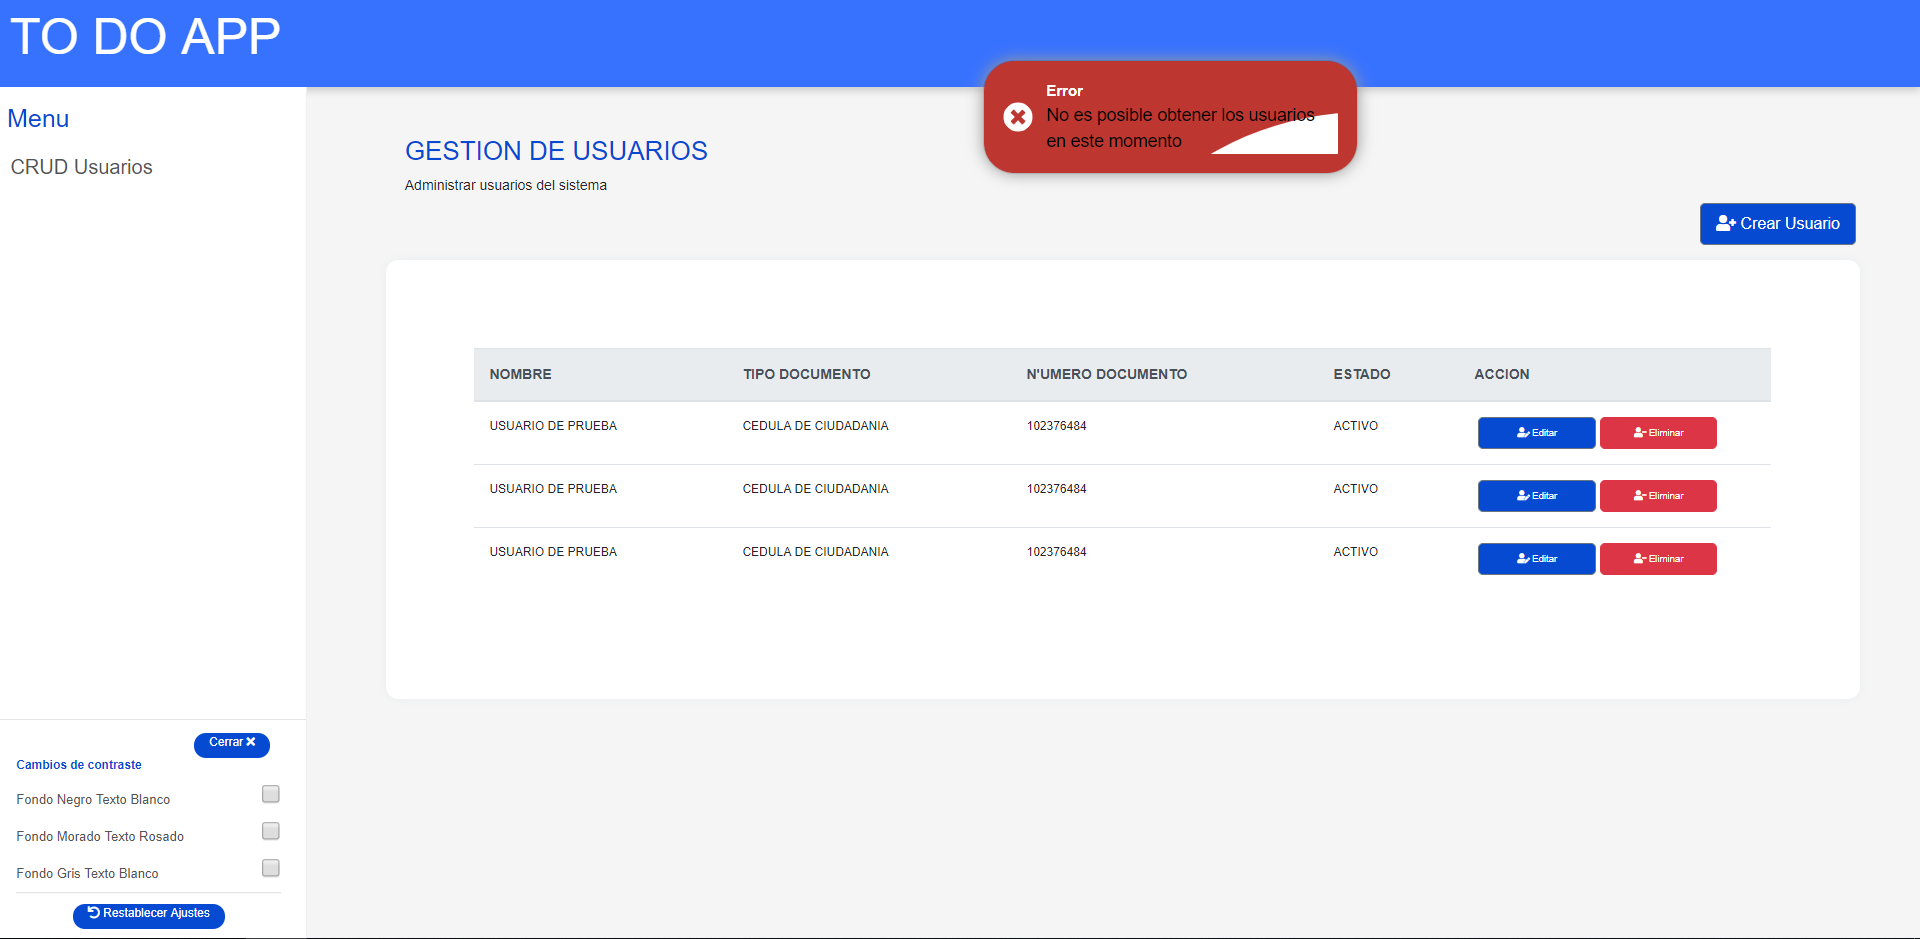 TO DO APP
Error
No es posible obtener los usuarios
en este momento
Menu
CRUD Usuarios
GESTION DE USUARIOS
Administrar usuarios del sistema
Crear Usuario
NOMBRE TIPO DOCUMENTO N'UMERO DOCUMENTO ESTADO ACCION
USUARIO DE PRUEBA CEDULA DE CIUDADANIA 102376484 ACTIVO Editar Eliminar
USUARIO DE PRUEBA CEDULA DE CIUDADANIA 102376484 ACTIVO Editar Eliminar
USUARIO DE PRUEBA CEDULA DE CIUDADANIA 102376484 ACTIVO Editar Eliminar
Cerrar
Cambios de contraste
Fondo Negro Texto Blanco
Fondo Morado Texto Rosado
Fondo Gris Texto Blanco
Restablecer Ajustes